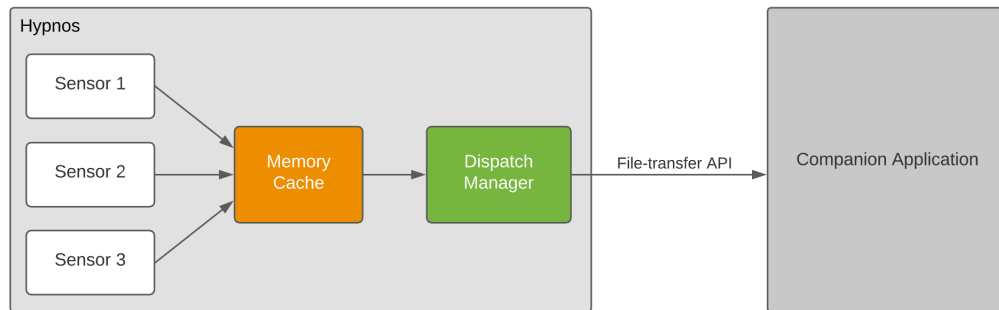 Hypnos
Sensor 1
Sensor 2
Sensor 3
Memory
Cache
Dispatch
Manager
File-transfer API
Companion Application